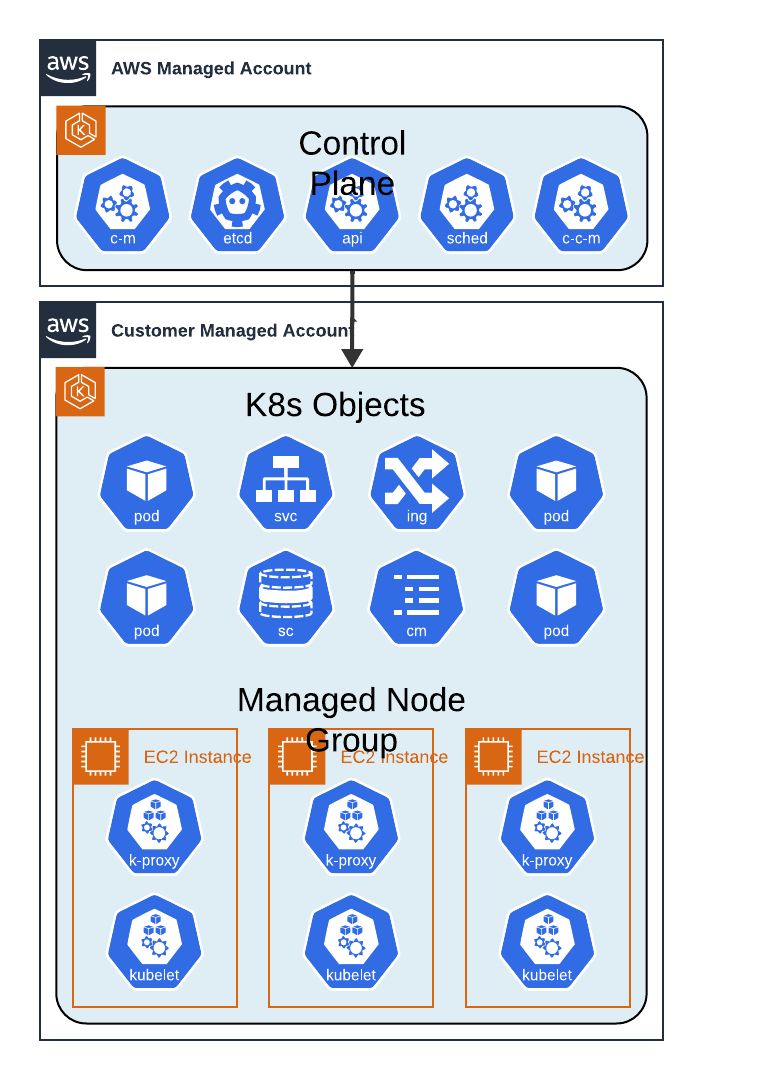 aws
AWS Managed Account
K
Control
Plane
c-m
etcd
api
sched
c-c-m
aws
Customer Managed Account
K
K8s Objects
pod
svc
ing
pod
pod
sc
cm
pod
Managed Node
Group
EC2 Instance
EC2 Instance
EC2 Instance
k-proxy
k-proxy
k-proxy
kubelet
kubelet
kubelet